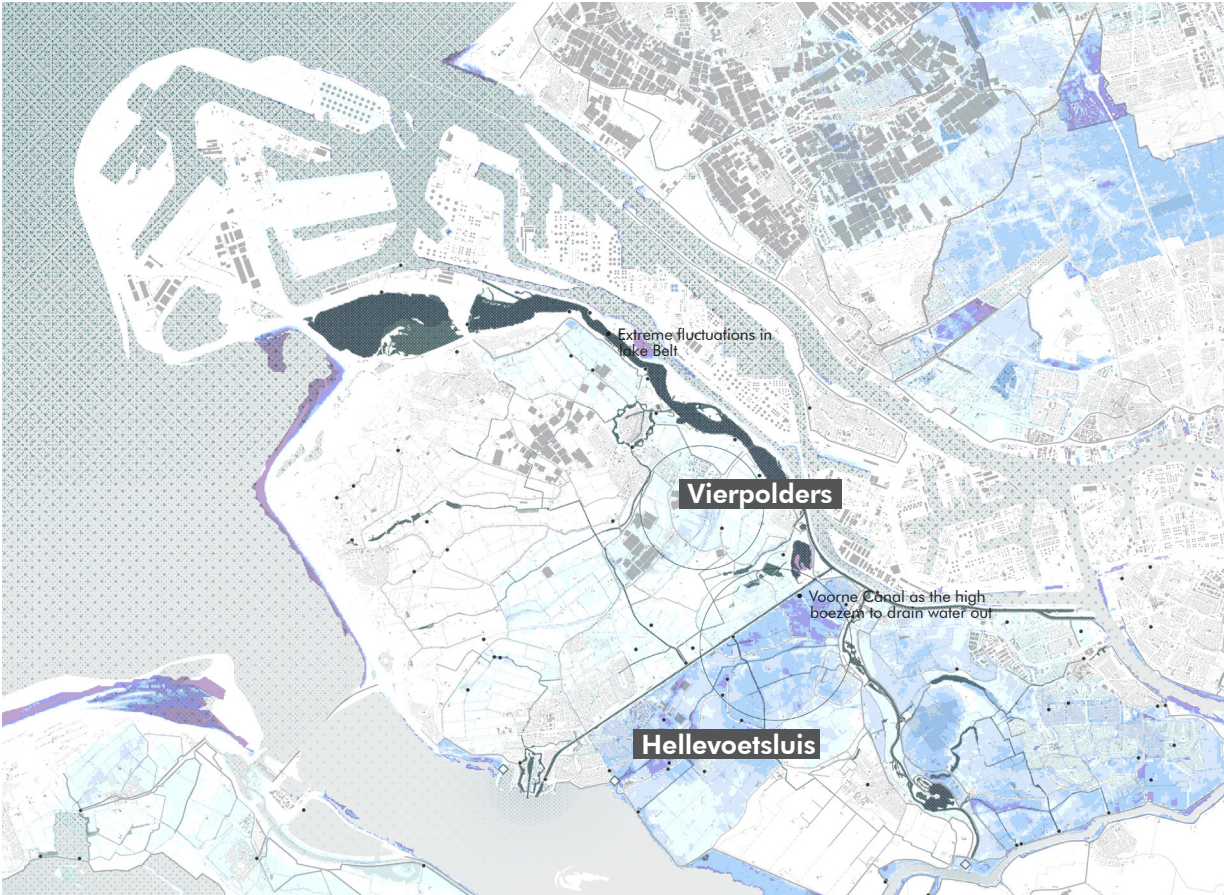 Extreme fluctuations in
lake Belt
Vierpolders
Voorne Canal as the high
boezem to drain water out
Hellevoetsluis